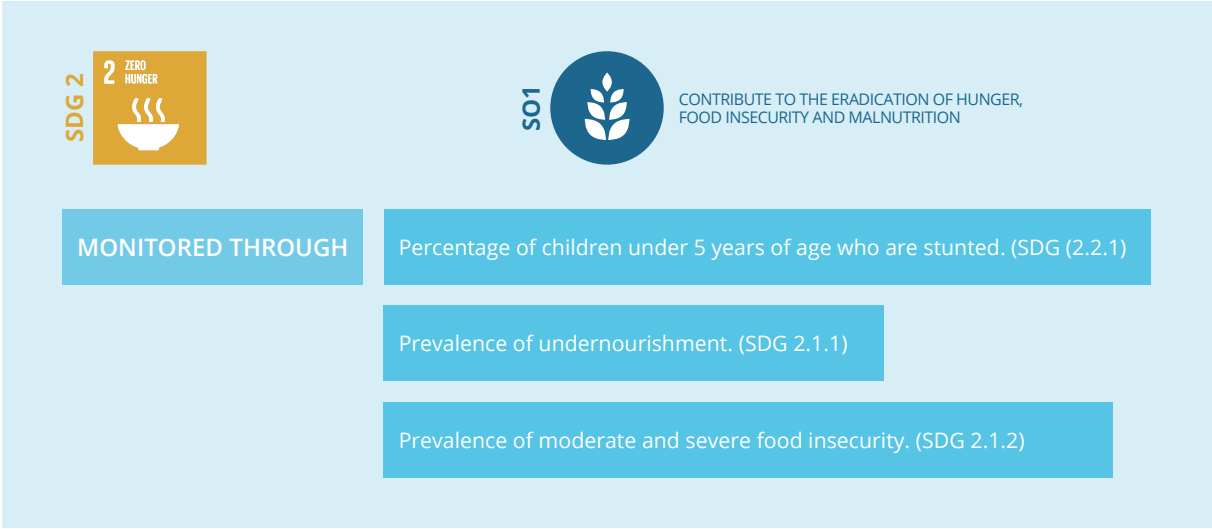 SDG 2
2 ZERO
HUNGER
SO1
CONTRIBUTE TO THE ERADICATION OF HUNGER,
FOOD INSECURITY AND MALNUTRITION
MONITORED THROUGH
Percentage of children under 5 years of age who are stunted. (SDG (2.2.1)
Prevalence of undernourishment. (SDG 2.1.1)
Prevalence of moderate and severe food insecurity. (SDG 2.1.2)